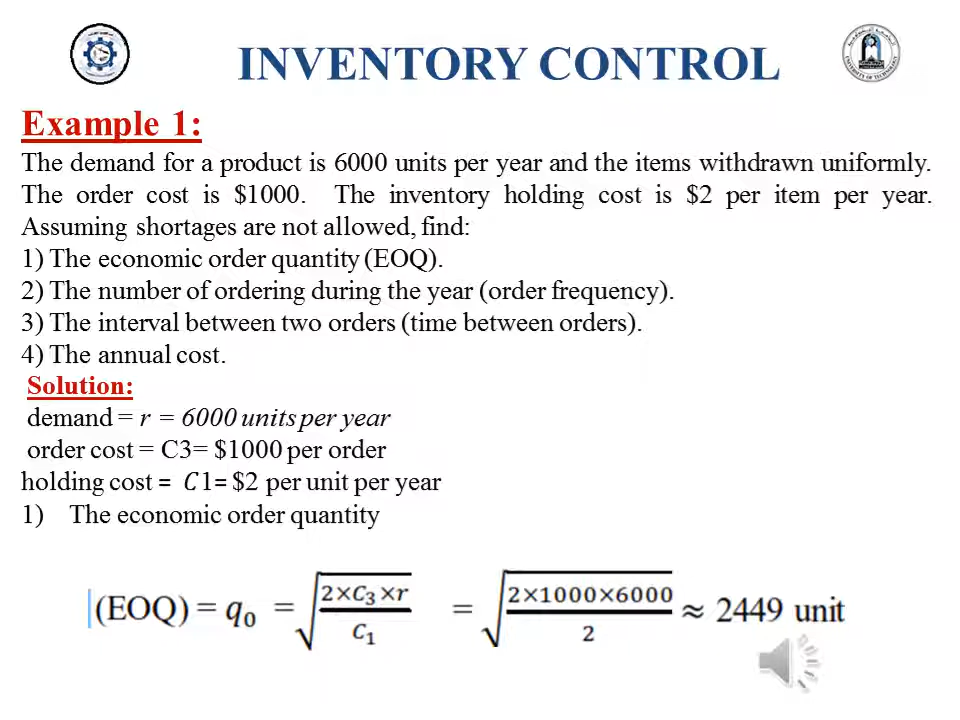 INVENTORY CONTROL
Example 1:
The demand for a product is 6000 units per year and the items withdrawn uniformly.
The order cost is $1000. The inventory holding cost is $2 per item per year.
Assuming shortages are not allowed, find:
1) The economic order quantity (EOQ).
2) The number of ordering during the year (order frequency).
3) The interval between two orders (time between orders).
4) The annual cost.
Solution:
demand = r = 6000 units per year
order cost = C3= $1000 per order
holding cost = C1= $2 per unit per year
1) The economic order quantity
(EOQ) = q₀ = √(2×C₃×r / C₁) = √(2×1000×6000 / 2) ≈ 2449 unit